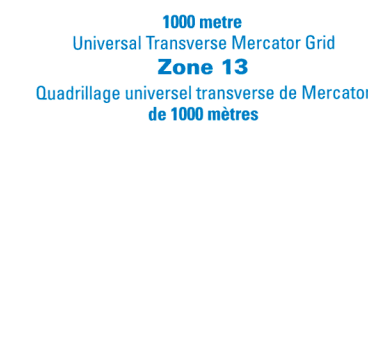 1000 metre
Universal Transverse Mercator Grid
Zone 13
Quadrillage universel transverse de Mercator
de 1000 mètres